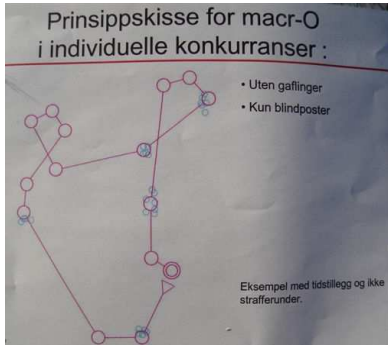 Prinsippskisse for macr-O
i individuelle konkurranser :
• Uten gaflinger
• Kun blindposter
Eksempel med tidstillegg og ikke
strafferunder.